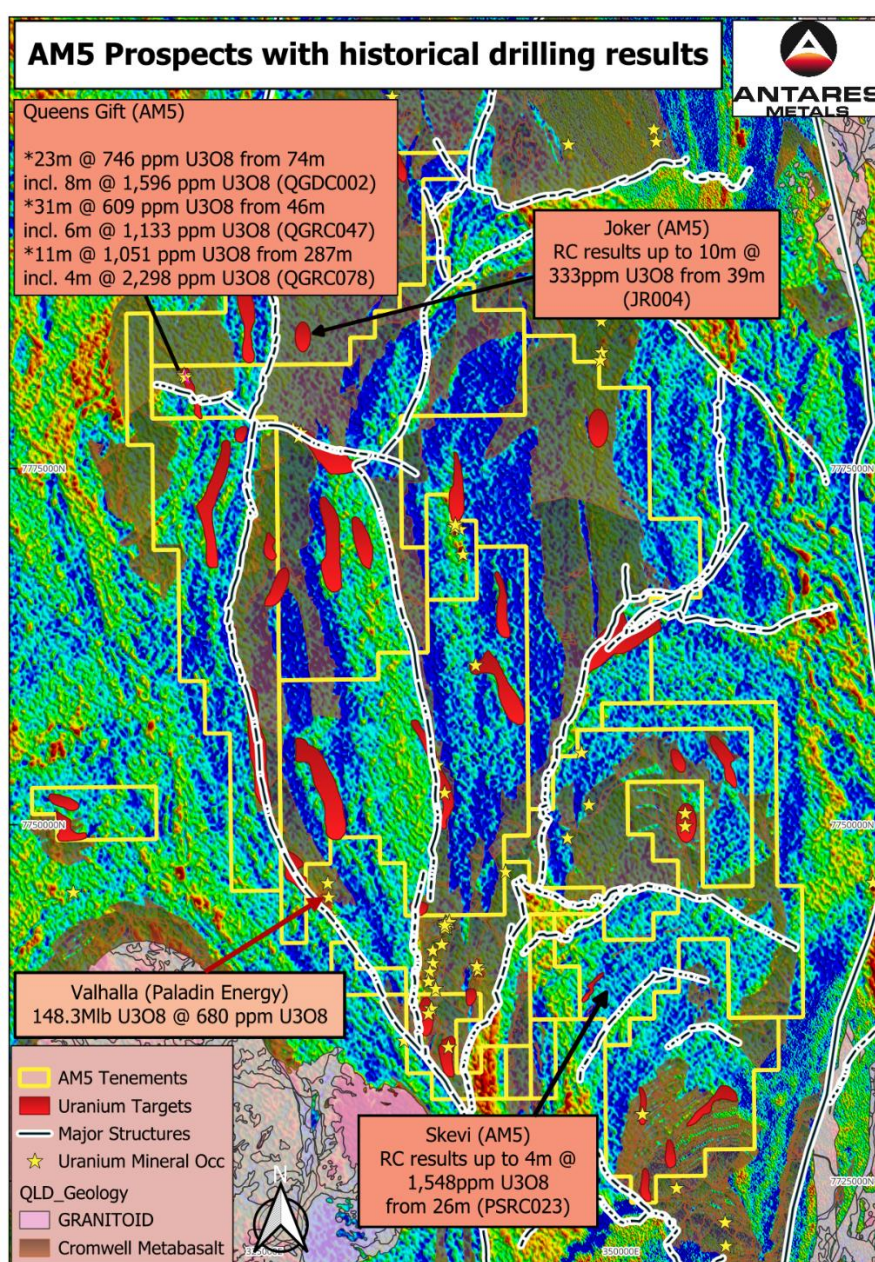 AM5 Prospects with historical drilling results
ANTARES
METALS
Queens Gift (AM5)
*23m @ 746 ppm U3O8 from 74m
incl. 8m @ 1,596 ppm U3O8 (QGDC002)
*31m @ 609 ppm U3O8 from 46m
incl. 6m @ 1,133 ppm U3O8 (QGRC047)
*11m @ 1,051 ppm U3O8 from 287m
incl. 4m @ 2,298 ppm U3O8 (QGRC078)
Joker (AM5)
RC results up to 10m @
333ppm U3O8 from 39m
(JR004)
7775000N
7775000N
7750000N
7750000N
Valhalla (Paladin Energy)
148.3Mlb U3O8 @ 680 ppm U3O8
AM5 Tenements
Uranium Targets
Major Structures
Uranium Mineral Occ
QLD_Geology
GRANITOID
Cromwell Metabasalt
N
Skevi (AM5)
RC results up to 4m @
1,548ppm U3O8
from 26m (PSRC023)
7725000N
350000E